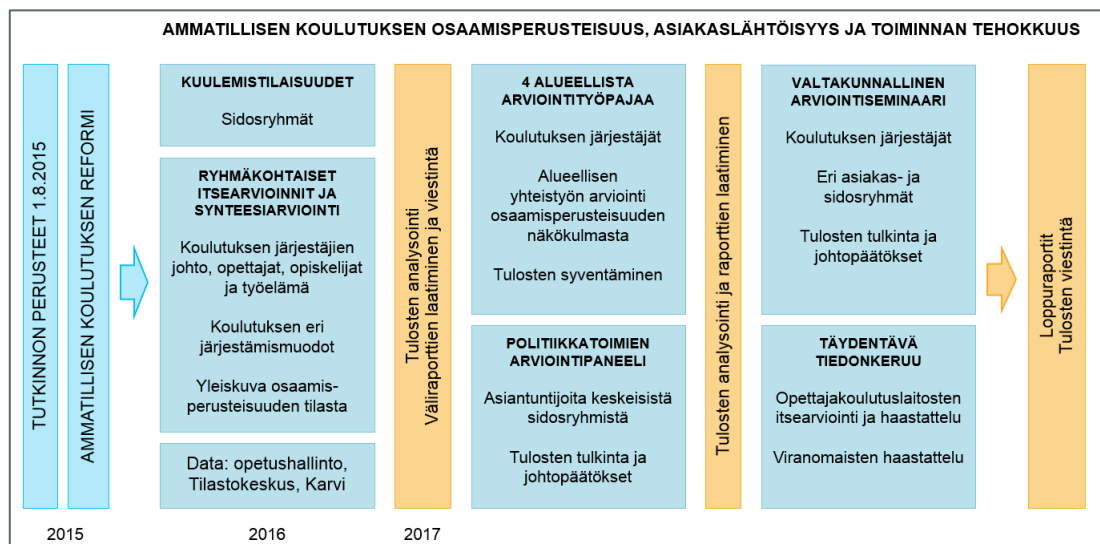 AMMATILLISEN KOULUTUKSEN OSAAMISPERUSTEISUUS, ASIAKASLÄHTÖISYYS JA TOIMINNAN TEHOKKUUS
TUTKINNON PERUSTEET 1.8.2015
AMMATILLISEN KOULUTUKSEN REFORMI
KUULEMISTILAISUUDET
Sidosryhmät
RYHMÄKOHTAISET
ITSEARVIOINNIT JA
SYNTEESIARVIOINTI
Koulutuksen järjestäjien
johto, opettajat, opiskelijat
ja työelämä
Koulutuksen eri
järjestämismuodot
Yleiskuva osaamis-
perusteisuuden tilasta
Data: opetushallinto,
Tilastokeskus, Karvi
Tulosten analysointi
Väliraporttien laatiminen ja viestintä
4 ALUEELLISTA
ARVIOINTITYÖPAJAA
Koulutuksen järjestäjät
Alueellisen
yhteistyön arviointi
osaamisperusteisuuden
näkökulmasta
Tulosten syventäminen
POLITIIKKATOIMIEN
ARVIOINTIPANEELI
Asiantuntijoita keskeisistä
sidosryhmistä
Tulosten tulkinta ja
johtopäätökset
Tulosten analysointi ja raporttien laatiminen
VALTAKUNNALLINEN
ARVIOINTISEMINAARI
Koulutuksen järjestäjät
Eri asiakas- ja
sidosryhmät
Tulosten tulkinta ja
johtopäätökset
TÄYDENTÄVÄ
TIEDONKERUU
Opettajakoulutuslaitosten
itsearviointi ja haastattelu
Viranomaisten haastattelu
Loppuraportit
Tulosten viestintä
2015
2016
2017